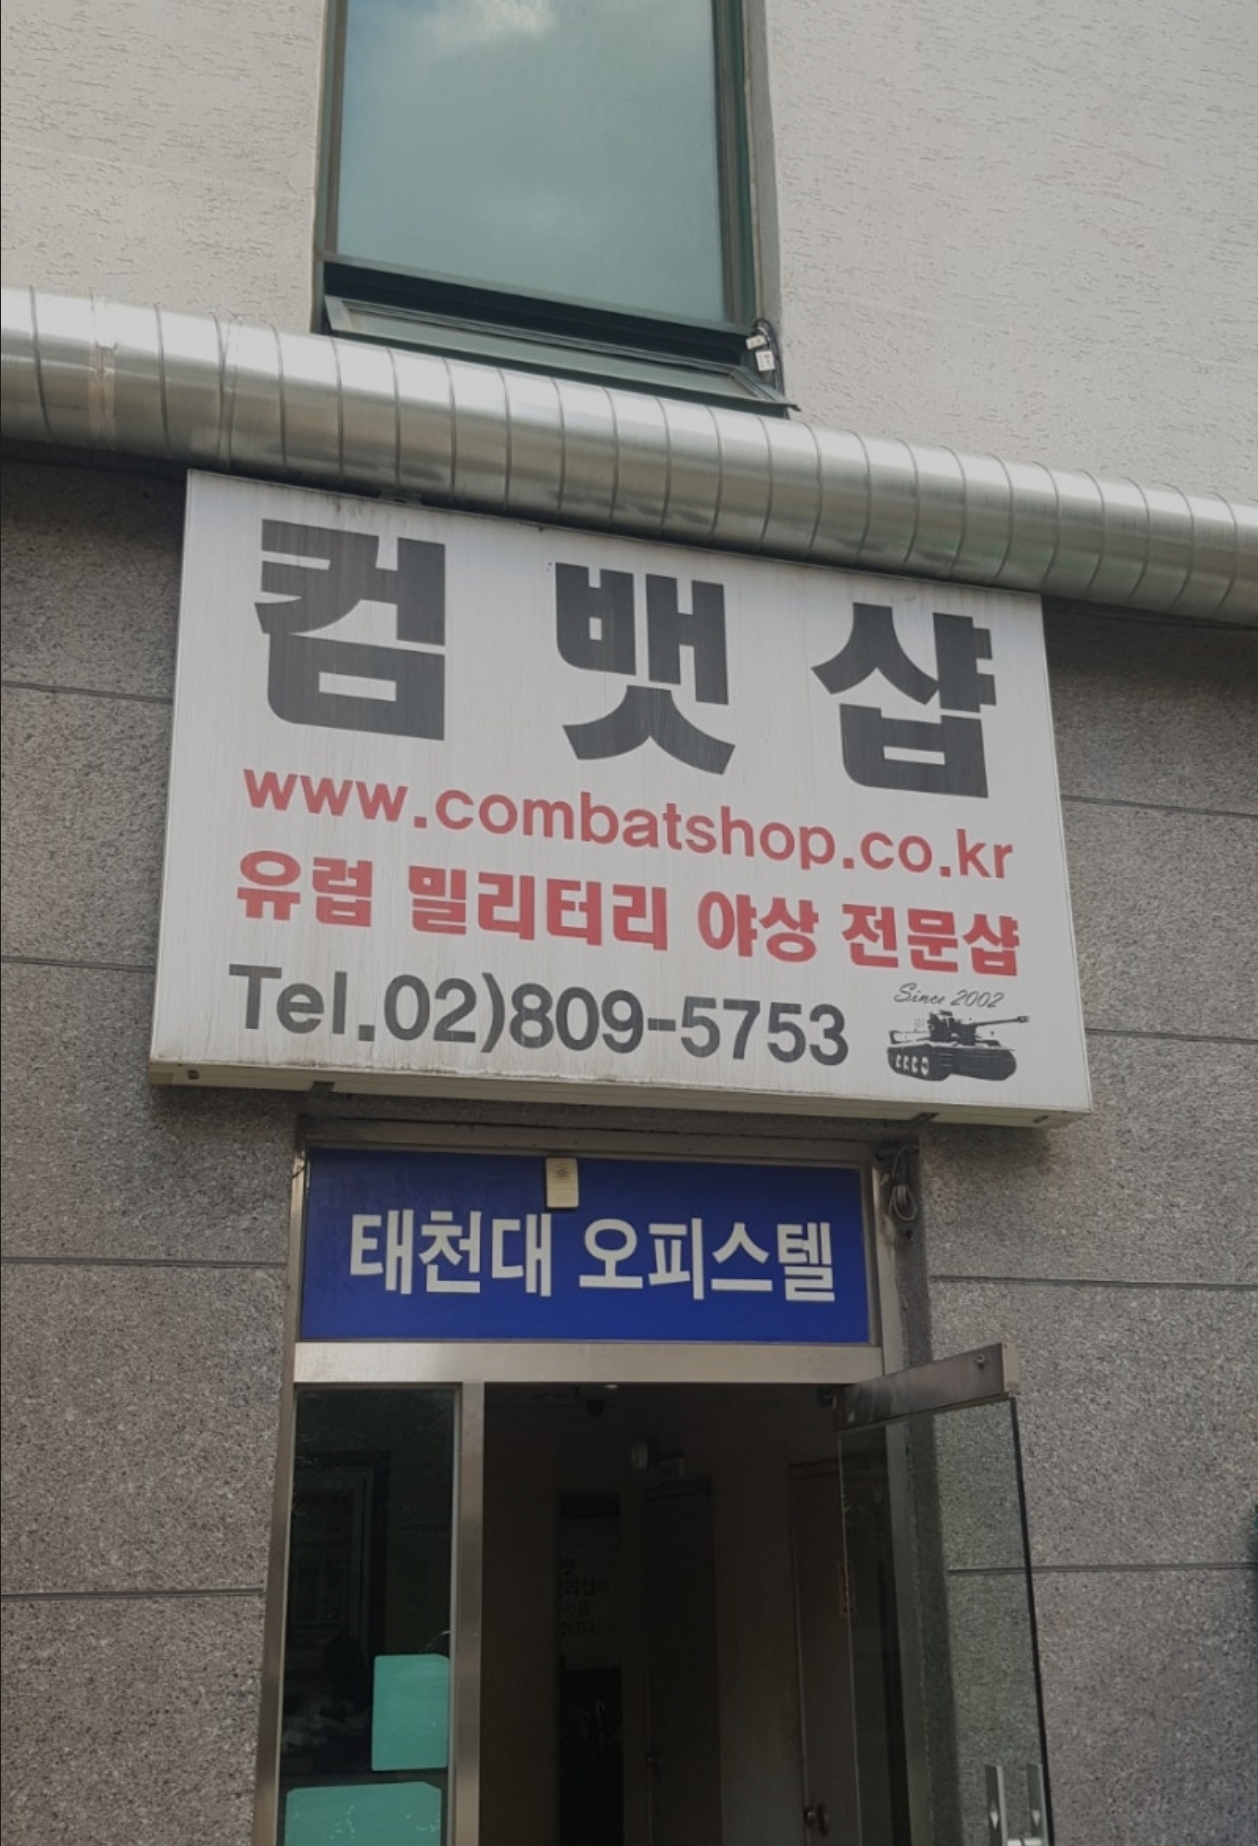 컴뱃샵
www.combatshop.co.kr
유럽 밀리터리 야상 전문샵
Tel.02)809-5753
Since 2002
태천대 오피스텔